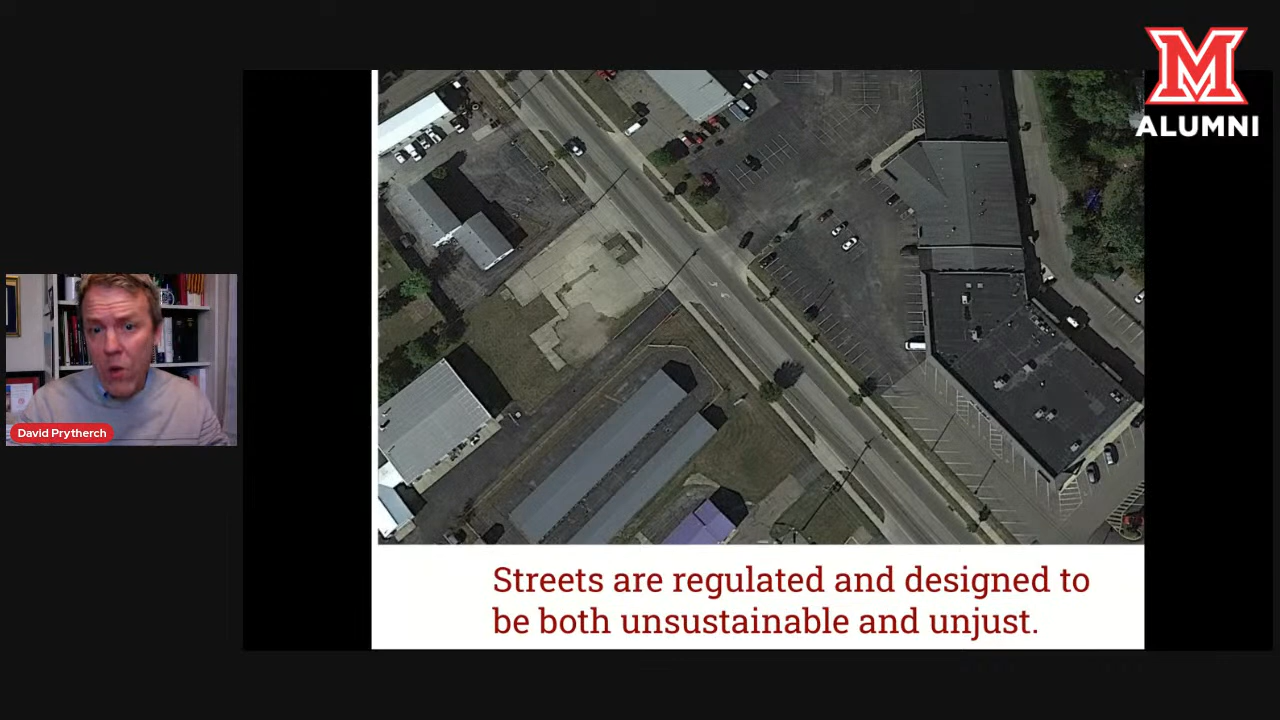 M
ALUMNI
David Prytherch
Streets are regulated and designed to
be both unsustainable and unjust.